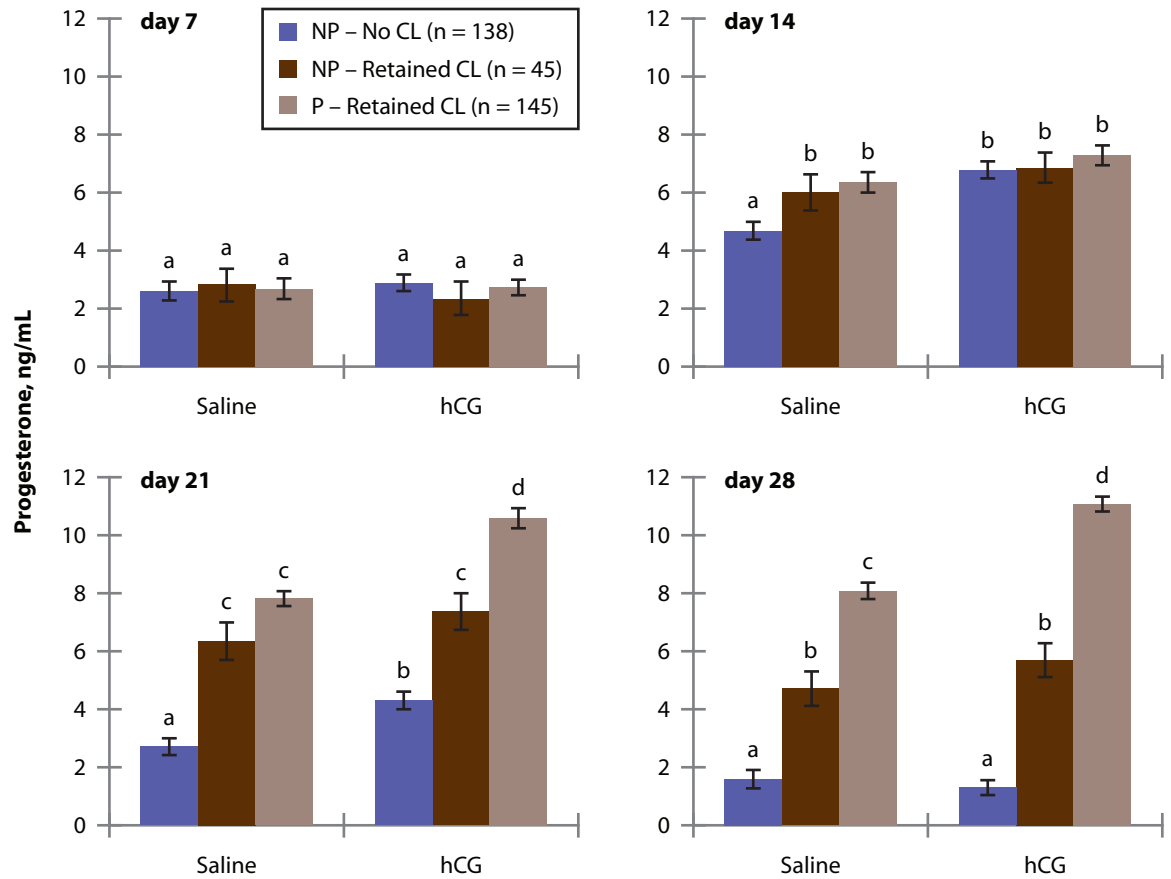 Progesterone, ng/mL
day 7
NP – No CL (n = 138)
NP – Retained CL (n = 45)
P – Retained CL (n = 145)
12
10
8
6
4
2
0
a
a
a
a
a
a
Saline
hCG
day 14
12
10
8
6
4
2
0
a
b
b
b
b
b
Saline
hCG
day 21
12
10
8
6
4
2
0
a
c
c
b
c
d
Saline
hCG
day 28
12
10
8
6
4
2
0
a
b
c
a
b
d
Saline
hCG